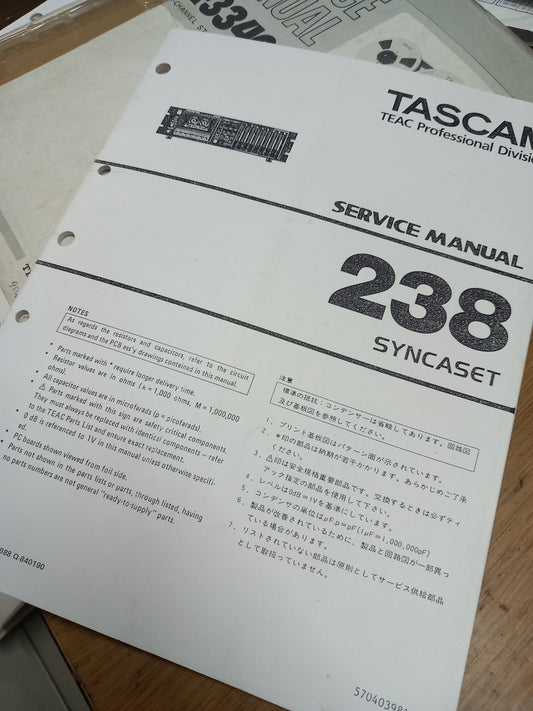 MANUAL
TASCAM
TEAC Professional Divisi
SERVICE MANUAL
238
SYNCASET
NOTES
As regards the resistors and capacitors, refer to the circuit
diagrams and the PCB ass'y drawings contained in this manual.
• Parts marked with * require longer delivery time.
• Resistor values are in ohms (k = 1,000 ohms, M = 1,000,000
ohms).
• All capacitor values are in microfarads (p = picofarads).
• ⚠ Parts marked with this sign are safety critical components.
They must always be replaced with identical components – refer
to the TEAC Parts List and ensure exact replacement.
• 0 dB is referenced to 1V in this manual unless otherwise specifi-
ed.
• PC boards shown viewed from foil side.
• Parts not shown in the parts lists or parts, through listed, having
no parts numbers are not general "ready-to-supply" parts.
注意
標準の抵抗:コンデンサーは省略してあります。回路図
及び基板図を参照してください。
1. プリント基板図はパターン面が示されています。
2. *印の部品は納期が若干かかります。あらかじめご了承
ください。
3. ⚠印は安全規格重要部品です。交換するときは必ずティ
アック指定の部品を使用して下さい。
4. レベルは0dB=1Vを基準にしています。
5. コンデンサの単位はμF.p=pF(1μF=1,000,000pF)
6. 製品が改善されているために、製品と回路図が一部異っ
ている場合があります。
7. リストされていない部品は原則としてサービス供給部品
として取扱っていません。
988 Q-840190
5704039